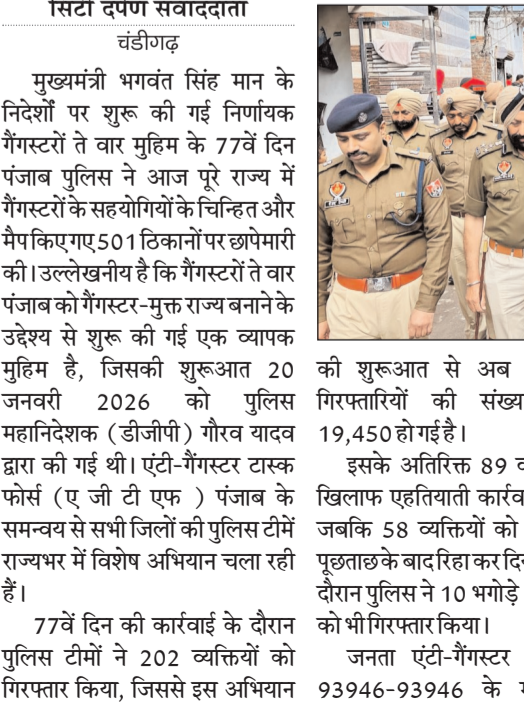 सिटी दर्पण संवाददाता
चंडीगढ़
मुख्यमंत्री भगवंत सिंह मान के
निर्देशों पर शुरू की गई निर्णायक
गैंगस्टरों ते वार मुहिम के 77वें दिन
पंजाब पुलिस ने आज पूरे राज्य में
गैंगस्टरों के सहयोगियों के चिन्हित और
मैप किए गए 501 ठिकानों पर छापेमारी
की। उल्लेखनीय है कि गैंगस्टरों ते वार
पंजाब को गैंगस्टर-मुक्त राज्य बनाने के
उद्देश्य से शुरू की गई एक व्यापक
मुहिम है, जिसकी शुरूआत 20
जनवरी 2026 को पुलिस
महानिदेशक (डीजीपी) गौरव यादव
द्वारा की गई थी। एंटी-गैंगस्टर टास्क
फोर्स (ए जी टी एफ ) पंजाब के
समन्वय से सभी जिलों की पुलिस टीमें
राज्यभर में विशेष अभियान चला रही
हैं।
77वें दिन की कार्रवाई के दौरान
पुलिस टीमों ने 202 व्यक्तियों को
गिरफ्तार किया, जिससे इस अभियान
की शुरूआत से अब
गिरफ्तारियों की
19,450 हो गई है।
इसके अतिरिक्त 89
खिलाफ एहतियाती
जबकि 58 व्यक्तियों को
पूछताछ के बाद रिहा कर
दौरान पुलिस ने 10 भगोड़े
को भी गिरफ्तार किया।
जनता एंटी-गैंगस्टर
93946-93946 के